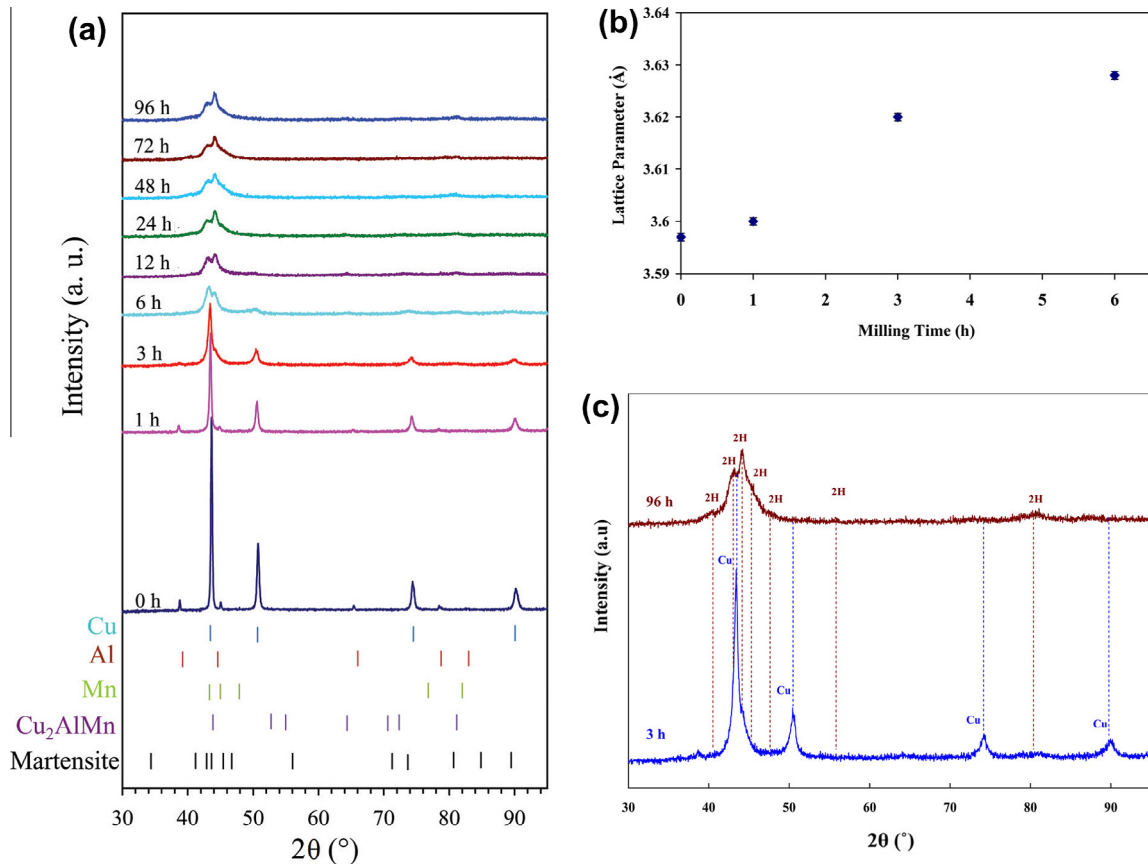 (a)
96 h
72 h
48 h
24 h
12 h
6 h
3 h
1 h
0 h
Cu
Al
Mn
Cu₂AlMn
Martensite
30 40 50 60 70 80 90
2θ (°)
Intensity (a. u.)
(b)
3.64
3.63
3.62
3.61
3.6
3.59
0 1 2 3 4 5 6
Milling Time (h)
Lattice Parameter (Å)
(c)
2H 2H 2H 2H 2H 2H 2H
96 h
Cu
Cu
Cu
Cu
3 h
30 40 50 60 70 80 90
2θ (˚)
Intensity (a.u)